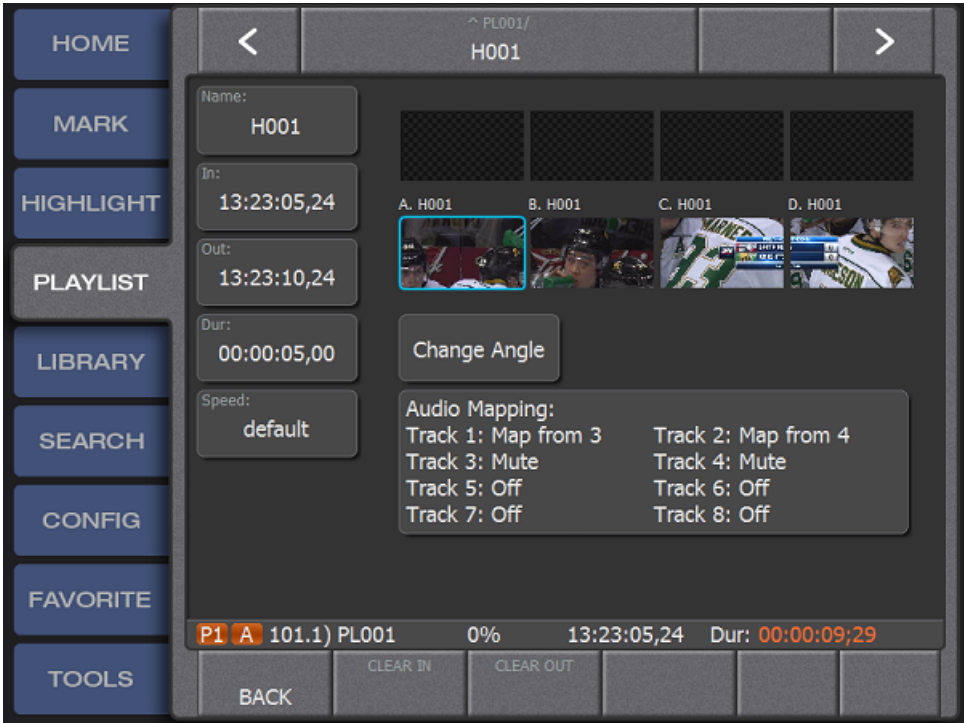 HOME
MARK
HIGHLIGHT
PLAYLIST
LIBRARY
SEARCH
CONFIG
FAVORITE
TOOLS
<
^ PL001/
H001
>
Name:
H001
In:
13:23:05,24
Out:
13:23:10,24
Dur:
00:00:05,00
Speed:
default
A. H001 B. H001 C. H001 D. H001
Change Angle
Audio Mapping:
Track 1: Map from 3 Track 2: Map from 4
Track 3: Mute Track 4: Mute
Track 5: Off Track 6: Off
Track 7: Off Track 8: Off
P1 A 101.1) PL001 0% 13:23:05,24 Dur: 00:00:09;29
BACK CLEAR IN CLEAR OUT